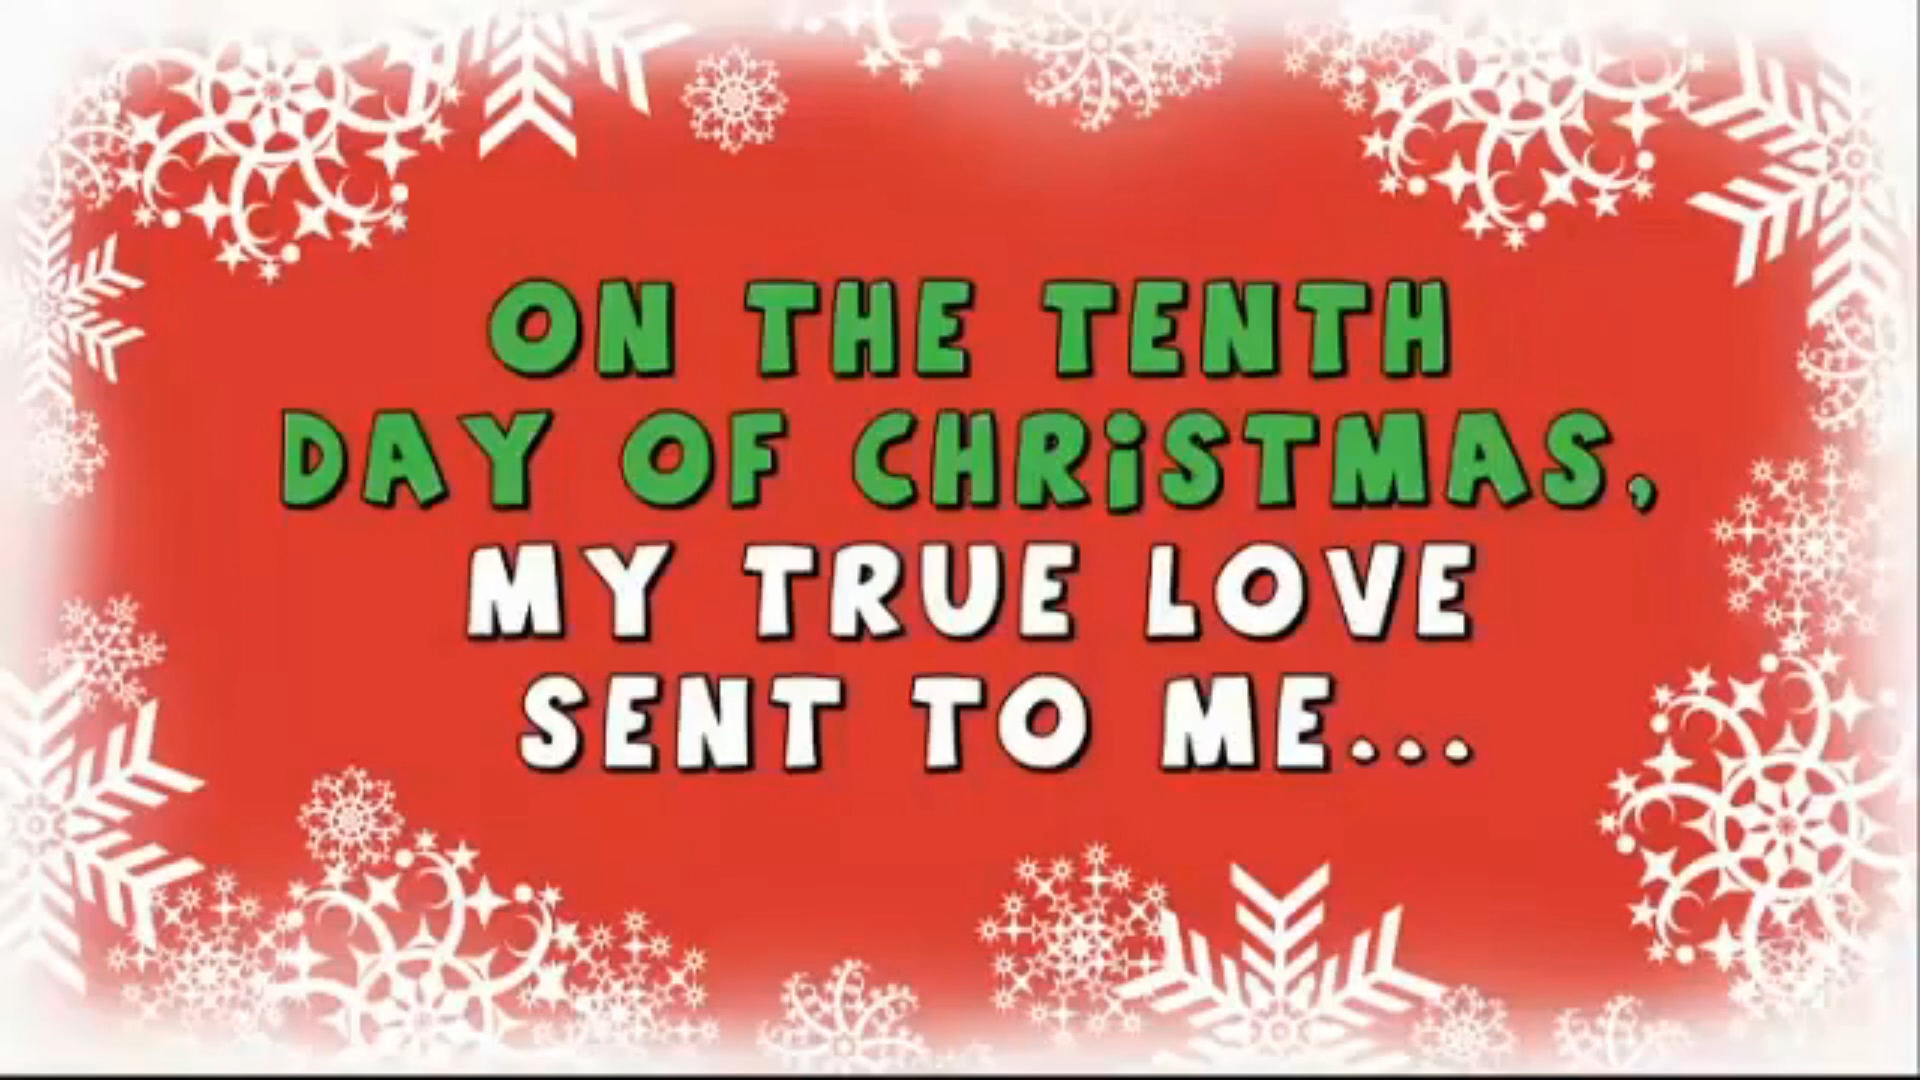 ON THE TENTH
DAY OF CHRiSTMAS,
MY TRUE LOVE
SENT TO ME...